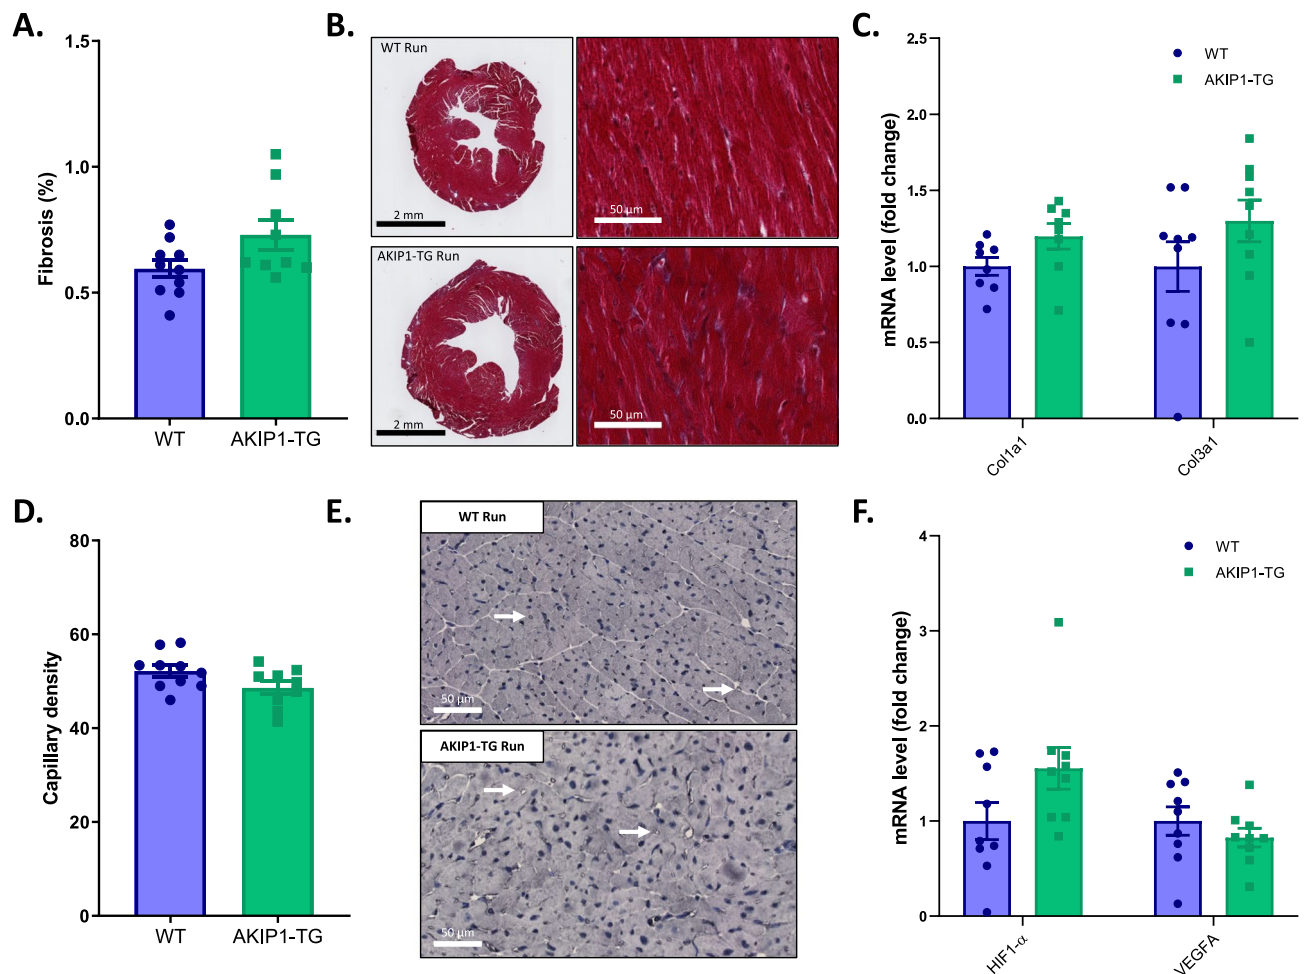 A.
1.5
1.0
0.5
0.0
Fibrosis (%)
WT
AKIP1-TG
B.
WT Run
2 mm
50 µm
AKIP1-TG Run
2 mm
50 µm
C.
2.5
2.0
1.5
1.0
0.5
0.0
mRNA level (fold change)
WT
AKIP1-TG
Col1a1
Col3a1
D.
80
60
40
20
0
Capillary density
WT
AKIP1-TG
E.
WT Run
50 µm
AKIP1-TG Run
50 µm
F.
4
3
2
1
0
mRNA level (fold change)
WT
AKIP1-TG
HIF1-α
VEGFA